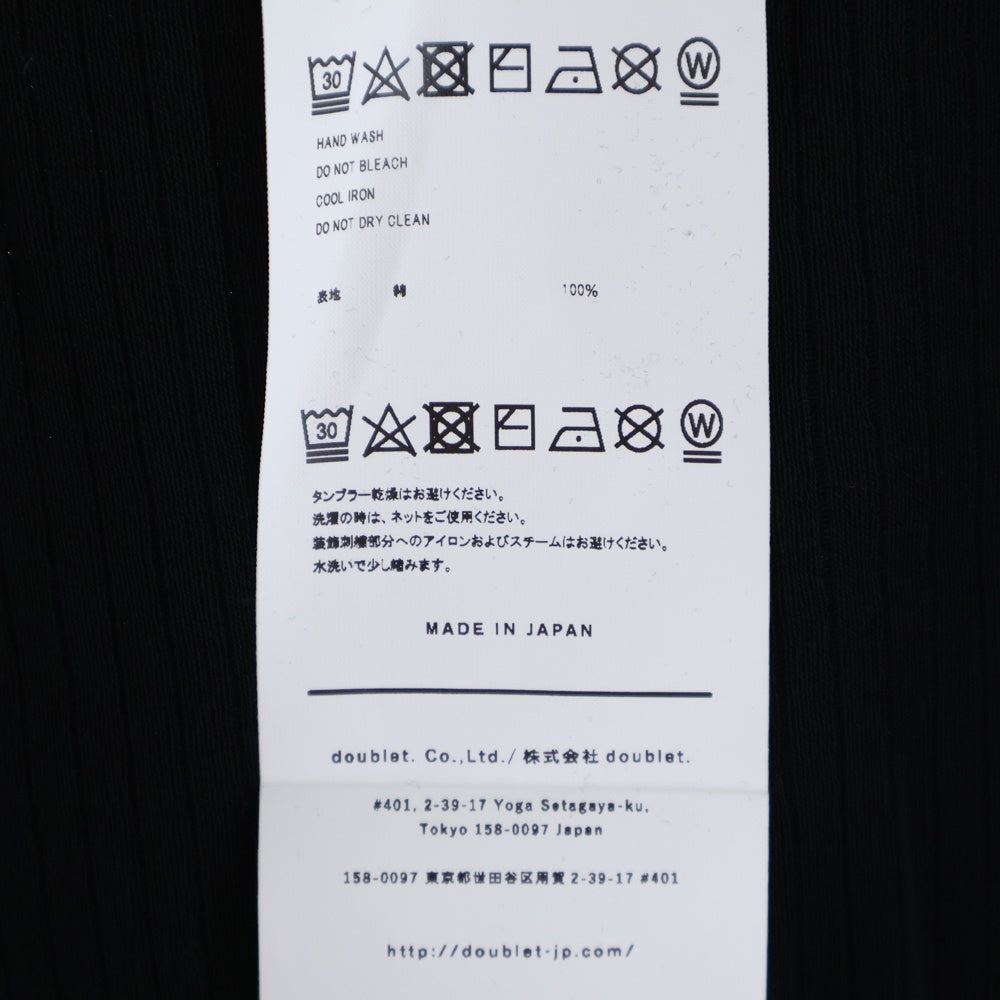 30 W
HAND WASH
DO NOT BLEACH
COOL IRON
DO NOT DRY CLEAN
表地 綿 100%
30 W
タンブラー乾燥はお避けください。
洗濯の時は、ネットをご使用ください。
装飾刺繍部分へのアイロンおよびスチームはお避けください。
水洗いで少し縮みます。
MADE IN JAPAN
doublet. Co.,Ltd./ 株式会社 doublet.
#401, 2-39-17 Yoga Setagaya-ku,
Tokyo 158-0097 Japan
158-0097 東京都世田谷区用賀 2-39-17 #401
http://doublet-jp.com/